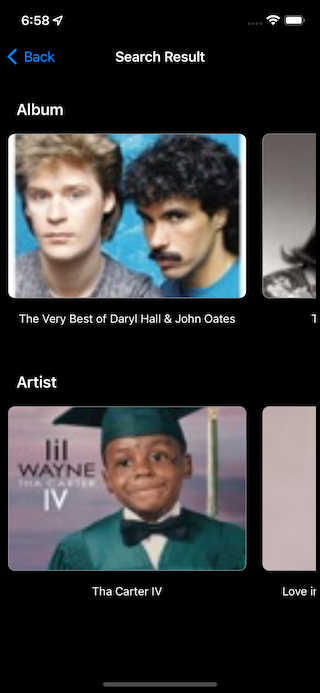 6:58
Back
Search Result
Album
The Very Best of Daryl Hall & John Oates
Artist
lil
WAYNE
THA CARTER
IV
Tha Carter IV
Love